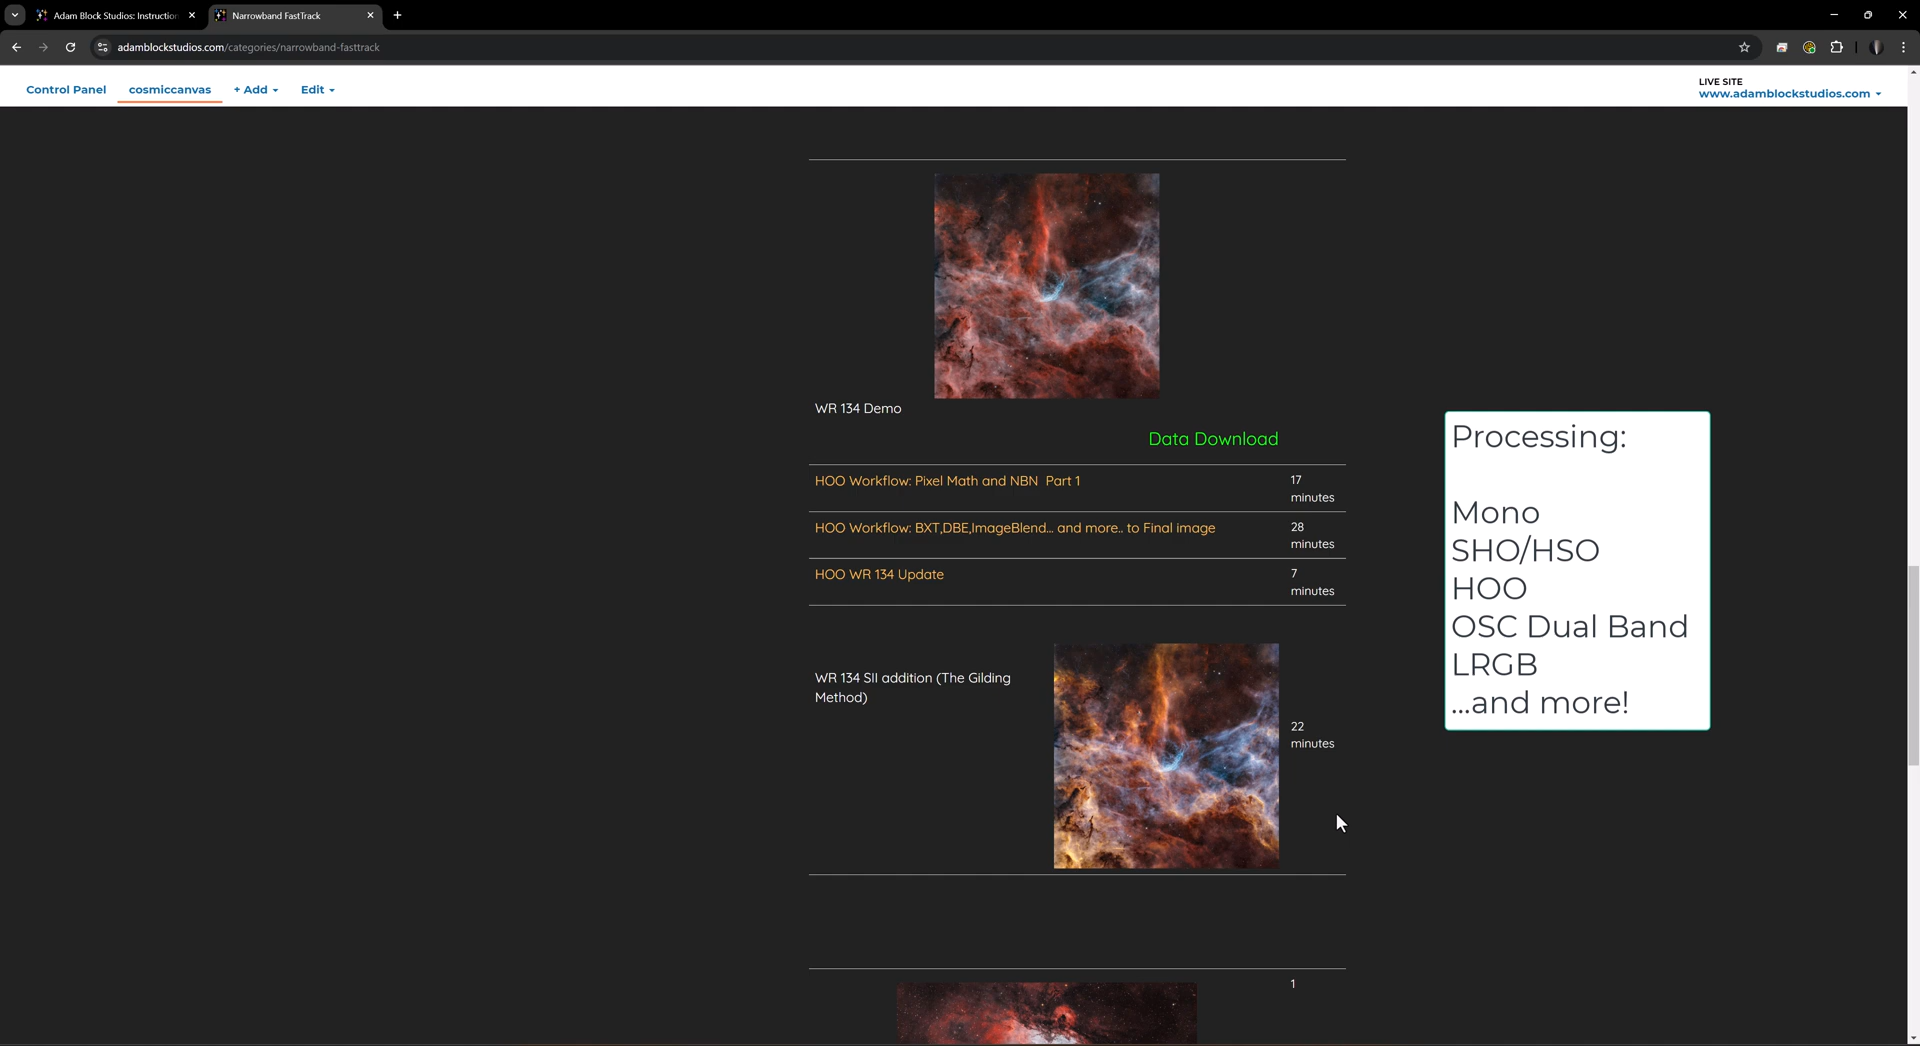 Adam Block Studios: Instruction
Narrowband FastTrack
adamblockstudios.com/categories/narrowband-fasttrack
Control Panel
cosmiccanvas
+ Add
Edit
LIVE SITE
www.adamblockstudios.com
WR 134 Demo
Data Download
HOO Workflow: Pixel Math and NBN Part 1
17
minutes
HOO Workflow: BXT,DBE,ImageBlend... and more.. to Final image
28
minutes
HOO WR 134 Update
7
minutes
WR 134 SII addition (The Gilding
Method)
22
minutes
1
Processing:
Mono
SHO/HSO
HOO
OSC Dual Band
LRGB
...and more!